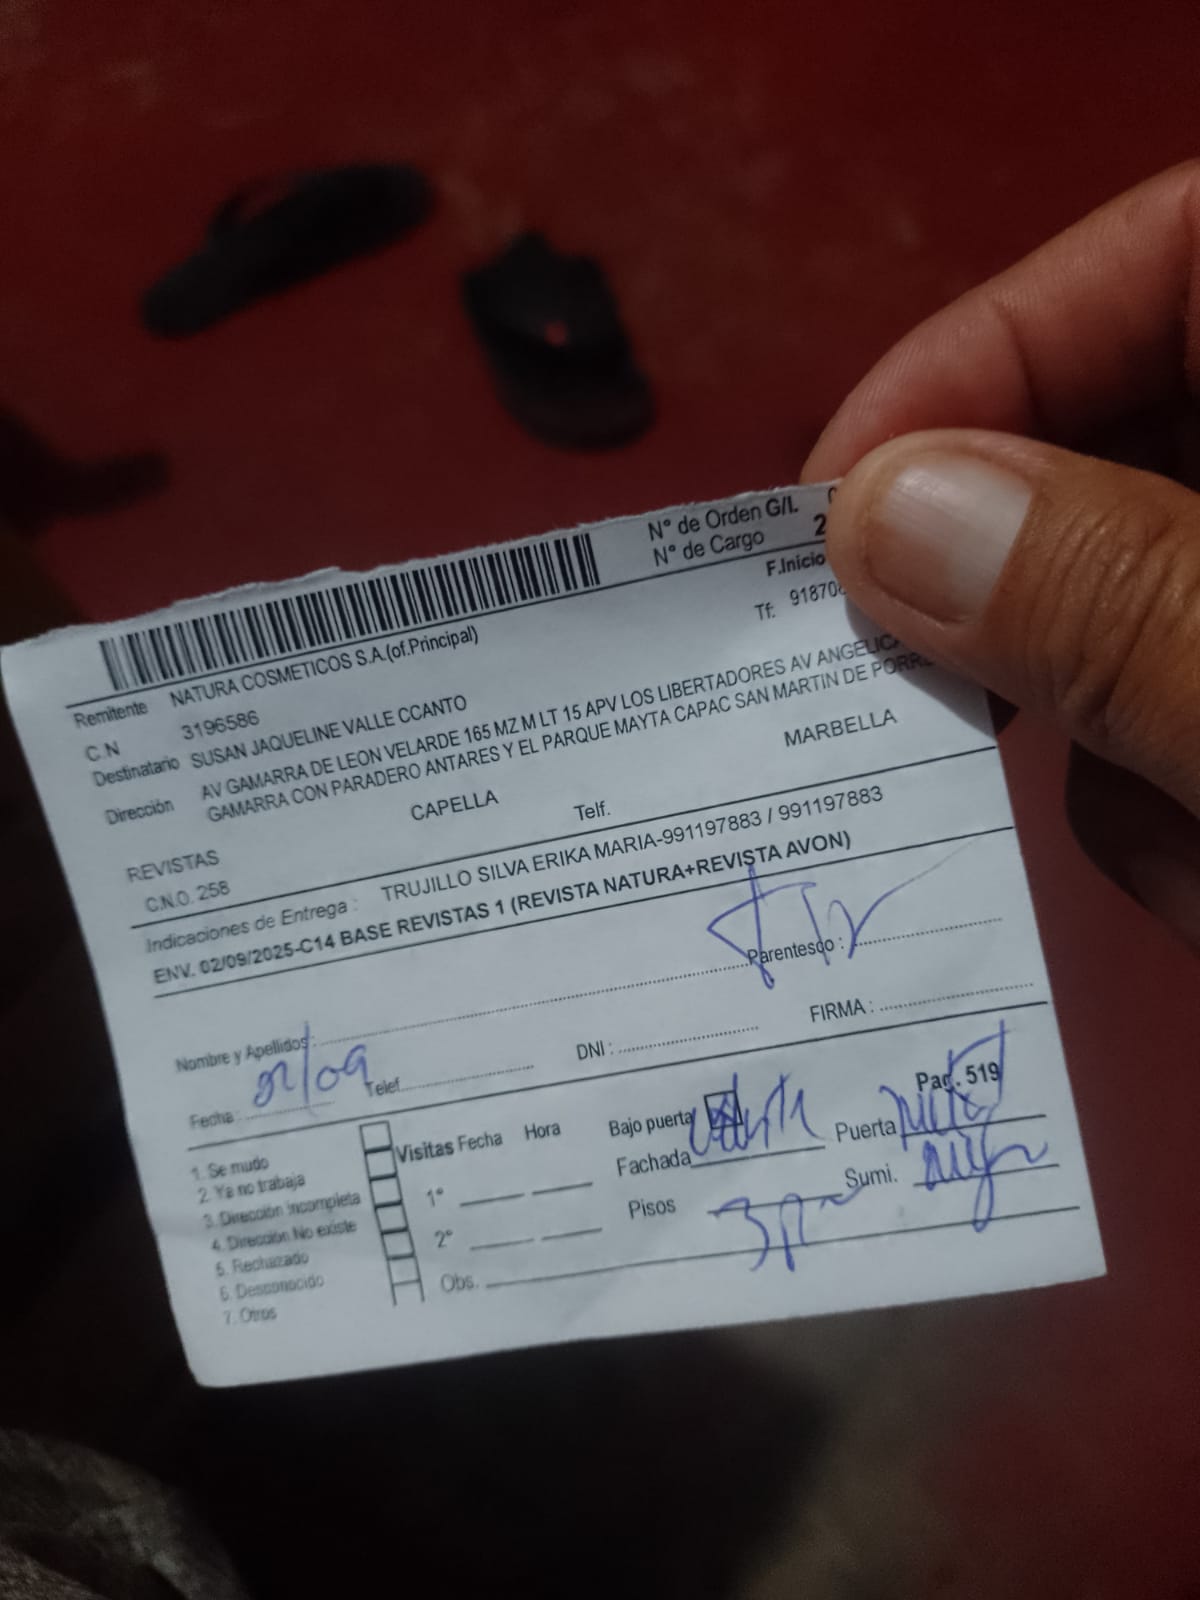 N° de Orden G/I.
N° de Cargo 2
F.Inicio
Remitente NATURA COSMETICOS S.A.(of.Principal)
Tf: 91870
C.N 3196586
Destinatario SUSAN JAQUELINE VALLE CCANTO
Dirección AV GAMARRA DE LEON VELARDE 165 MZ M LT 15 APV LOS LIBERTADORES AV ANGELICA
GAMARRA CON PARADERO ANTARES Y EL PARQUE MAYTA CAPAC SAN MARTIN DE PORR
CAPELLA MARBELLA
REVISTAS Telf.
C.N.O. 258
Indicaciones de Entrega : TRUJILLO SILVA ERIKA MARIA-991197883 / 991197883
ENV. 02/09/2025-C14 BASE REVISTAS 1 (REVISTA NATURA+REVISTA AVON)
Nombre y Apellidos : Parentesco :
Fecha : 02/09 Telef. DNI : FIRMA :
Pag. 519
1. Se mudo Visitas Fecha Hora Bajo puerta Puerta
2. Ya no trabaja Fachada
3. Dirección Incompleta 1° Pisos Sumi.
4. Dirección No existe 2°
5. Rechazado Obs.
6. Desconocido
7. Otros